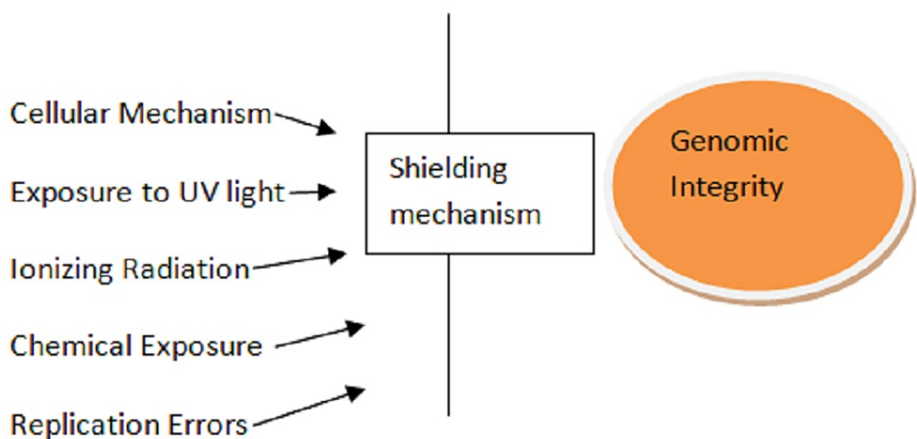 Cellular Mechanism
Exposure to UV light
Ionizing Radiation
Chemical Exposure
Replication Errors
Shielding
mechanism
Genomic
Integrity